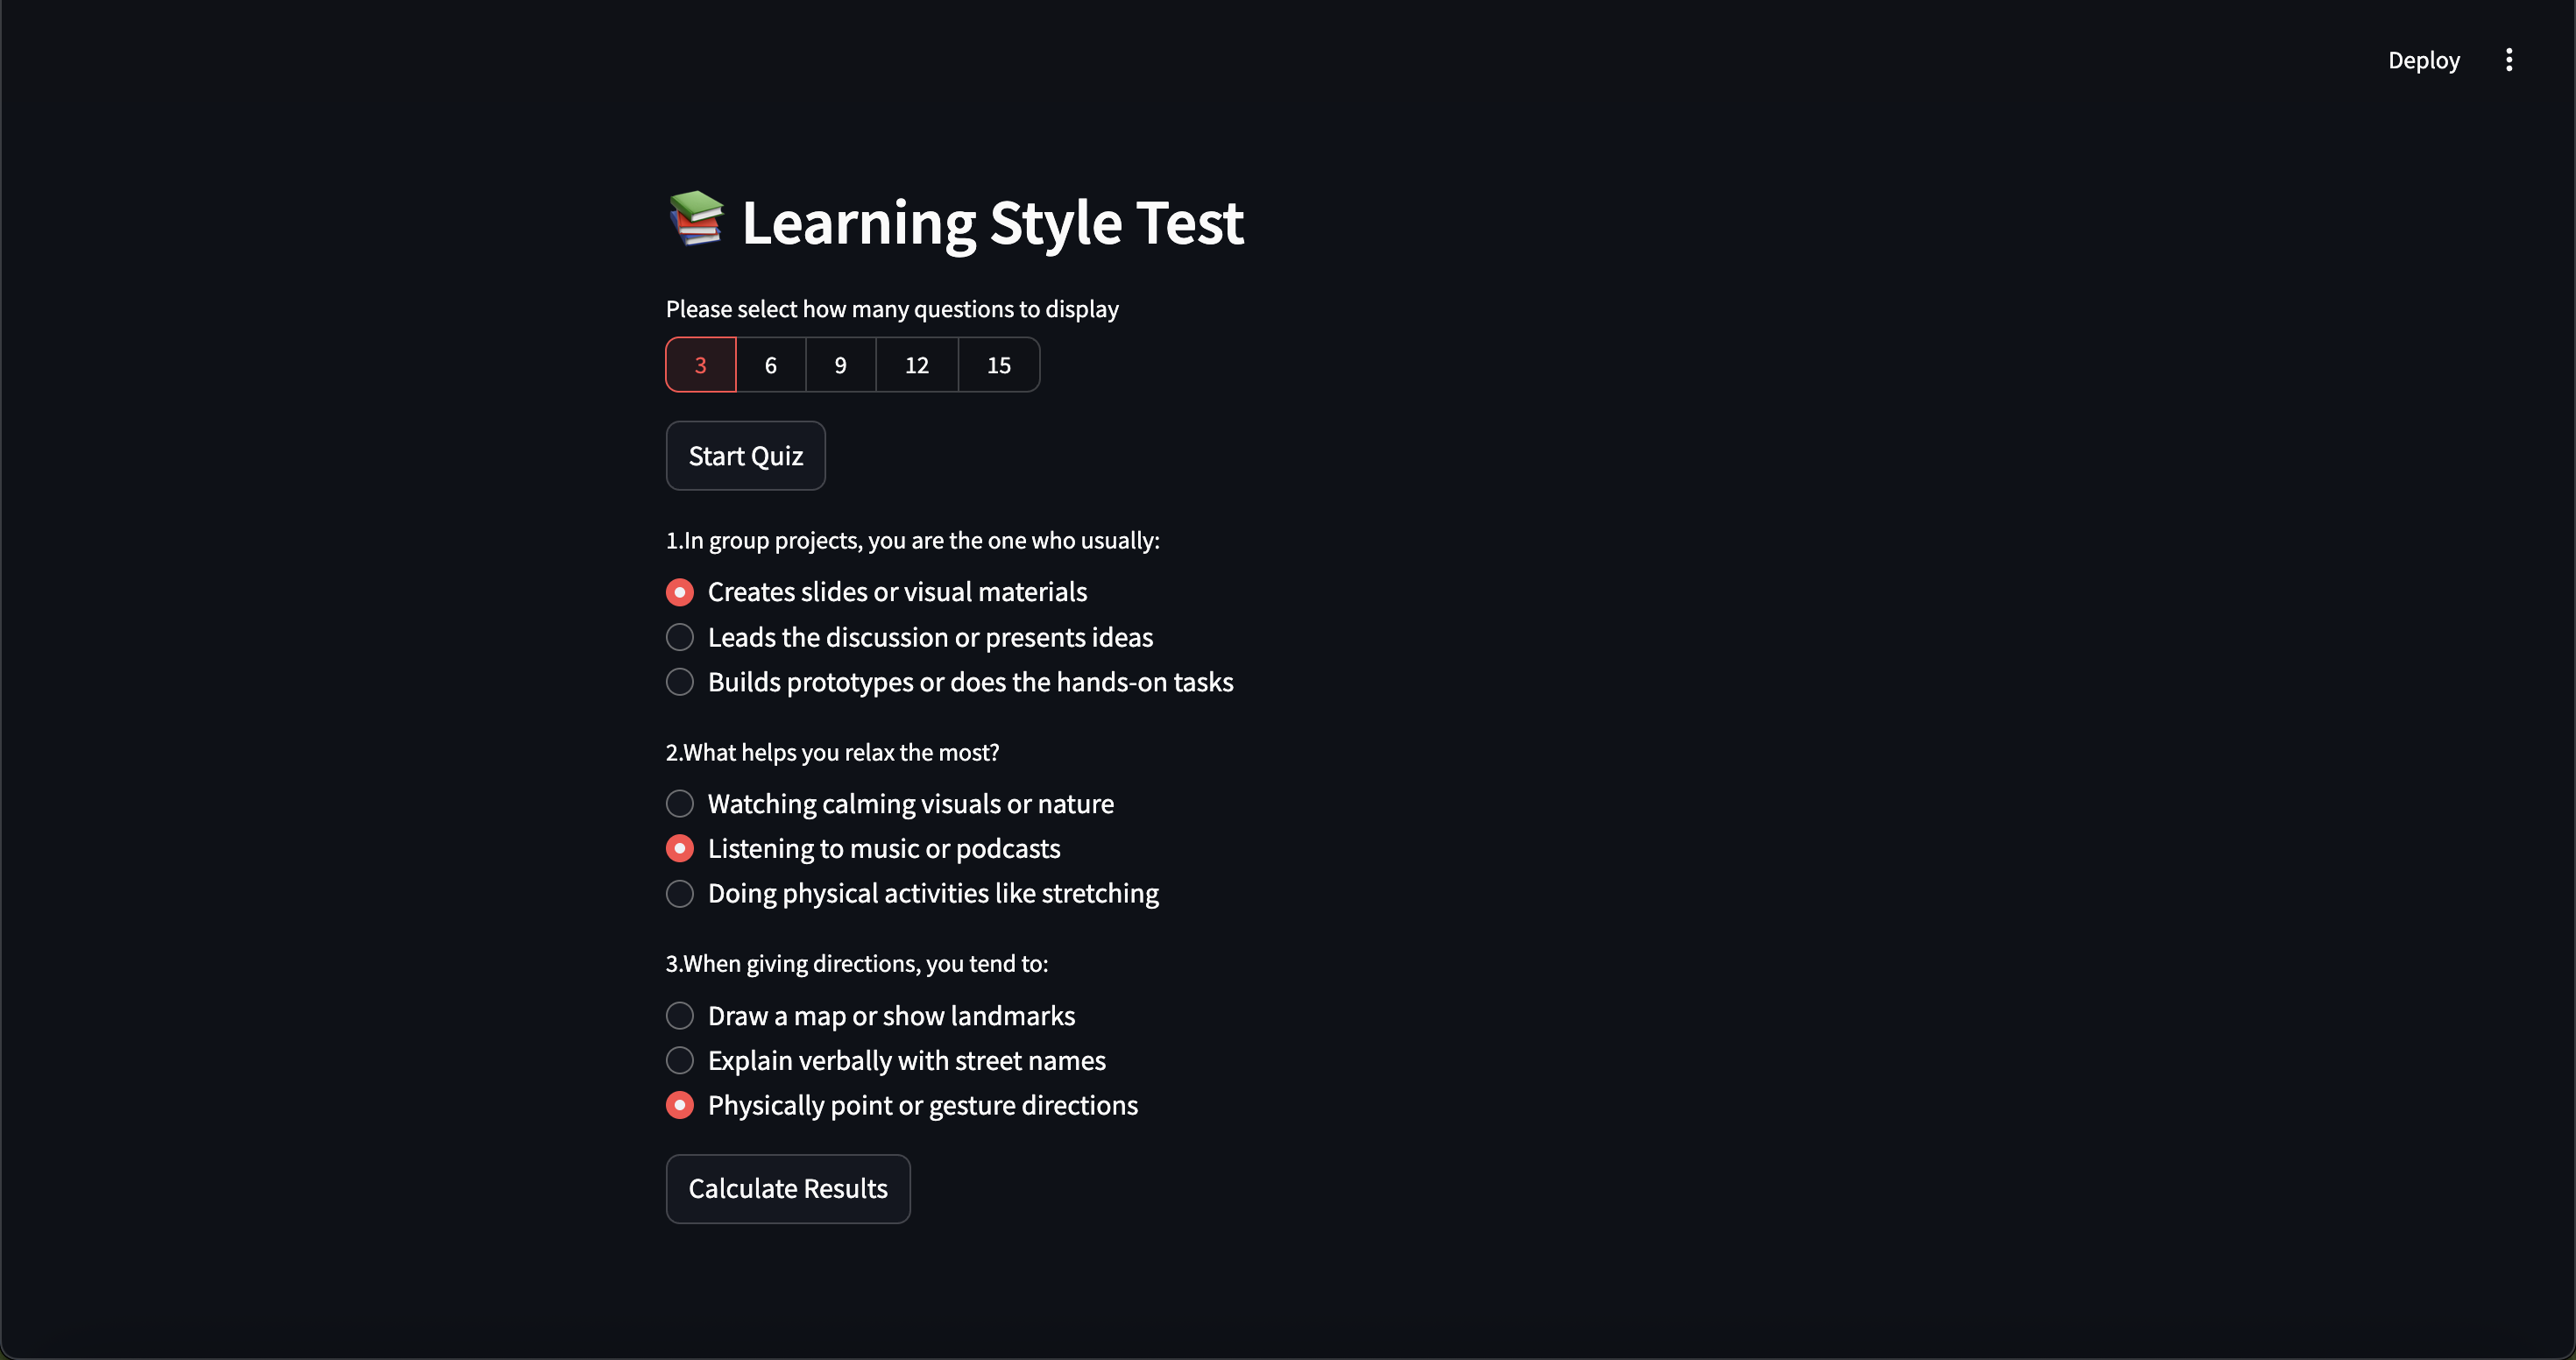 Deploy
📚 Learning Style Test
Please select how many questions to display
3 6 9 12 15
Start Quiz
1.In group projects, you are the one who usually:
Creates slides or visual materials
Leads the discussion or presents ideas
Builds prototypes or does the hands-on tasks
2.What helps you relax the most?
Watching calming visuals or nature
Listening to music or podcasts
Doing physical activities like stretching
3.When giving directions, you tend to:
Draw a map or show landmarks
Explain verbally with street names
Physically point or gesture directions
Calculate Results